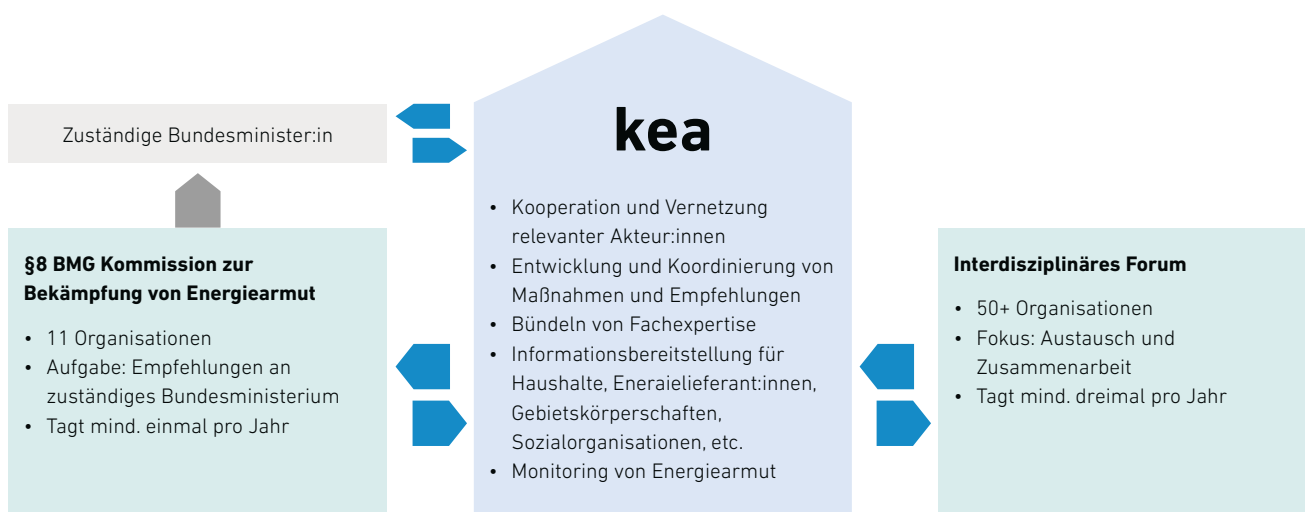 Zuständige Bundesminister:in
§8 BMG Kommission zur
Bekämpfung von Energiearmut
• 11 Organisationen
• Aufgabe: Empfehlungen an
zuständiges Bundesministerium
• Tagt mind. einmal pro Jahr
kea
• Kooperation und Vernetzung
relevanter Akteur:innen
• Entwicklung und Koordinierung von
Maßnahmen und Empfehlungen
• Bündeln von Fachexpertise
• Informationsbereitstellung für
Haushalte, Eneraielieferant:innen,
Gebietskörperschaften,
Sozialorganisationen, etc.
• Monitoring von Energiearmut
Interdisziplinäres Forum
• 50+ Organisationen
• Fokus: Austausch und
Zusammenarbeit
• Tagt mind. dreimal pro Jahr